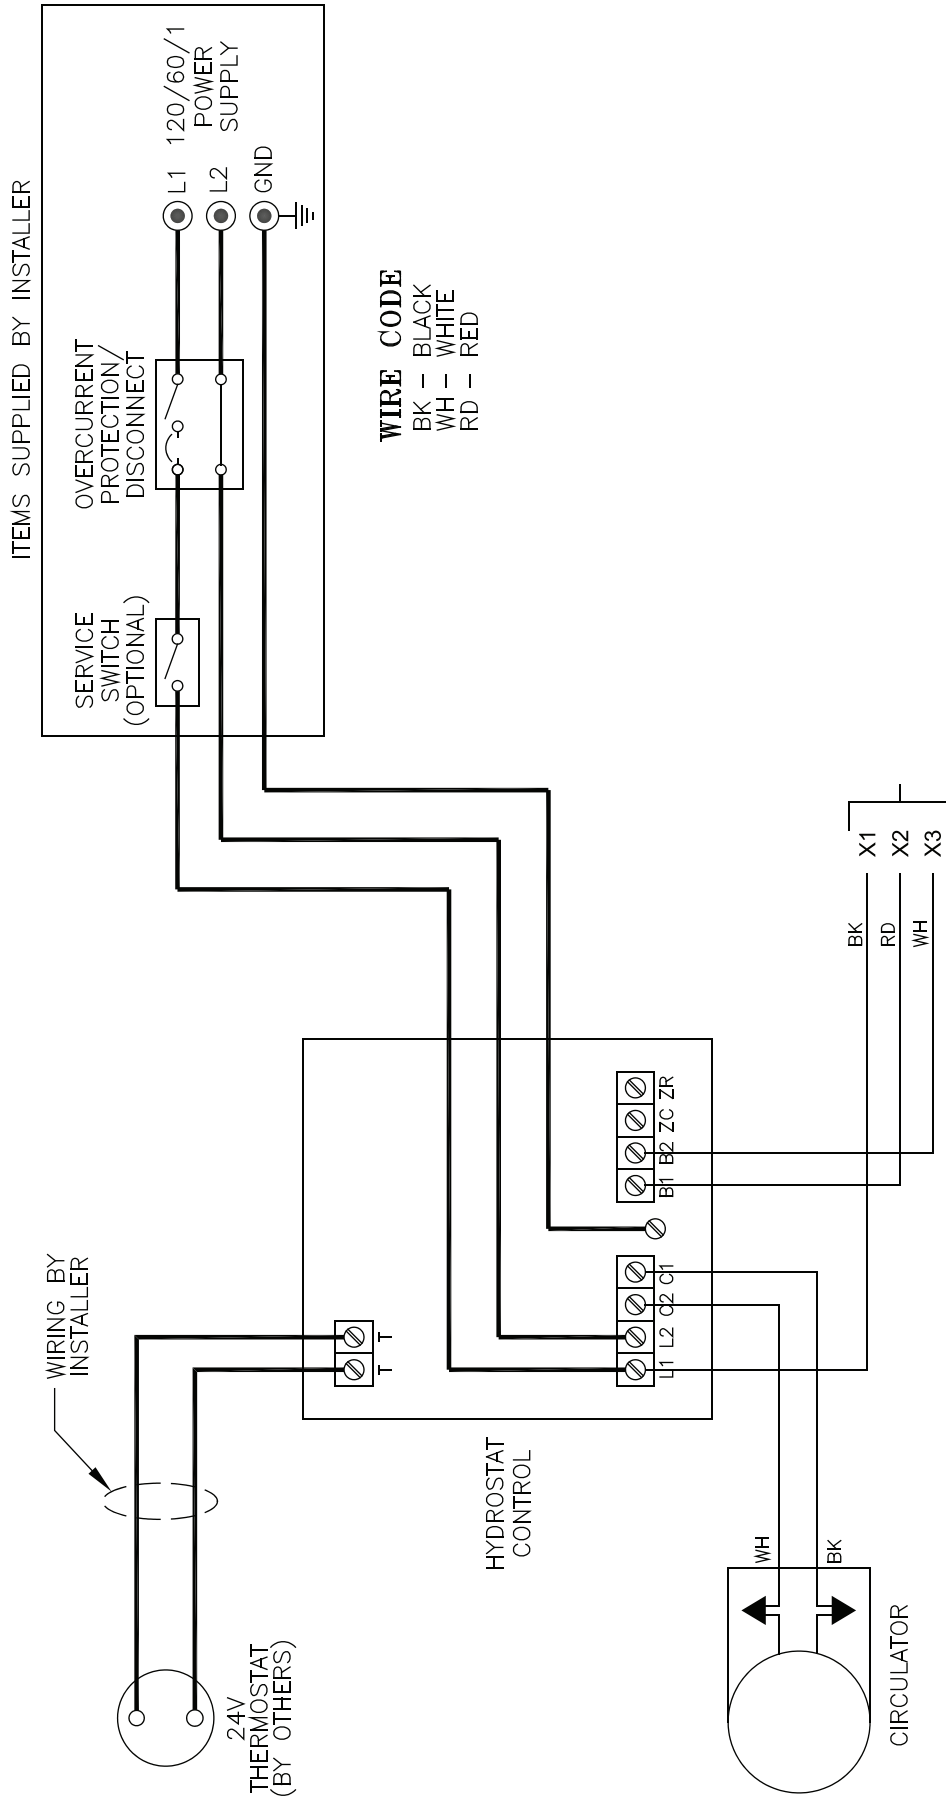 ITEMS SUPPLIED BY INSTALLER
L1
120/60/1
POWER
SUPPLY
L2
GND
OVERCURRENT
PROTECTION/
DISCONNECT
SERVICE
SWITCH
(OPTIONAL)
WIRE CODE
BK – BLACK
WH – WHITE
RD – RED
WIRING BY
INSTALLER
24V
THERMOSTAT
(BY OTHERS)
T
T
HYDROSTAT
CONTROL
L1
L2
C2
C1
B1
B2
ZC
ZR
BK
RD
WH
X1
X2
X3
WH
BK
CIRCULATOR